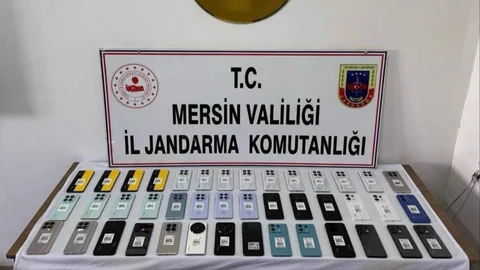 T.C.
MERSİN VALİLİĞİ
İL JANDARMA KOMUTANLIĞI